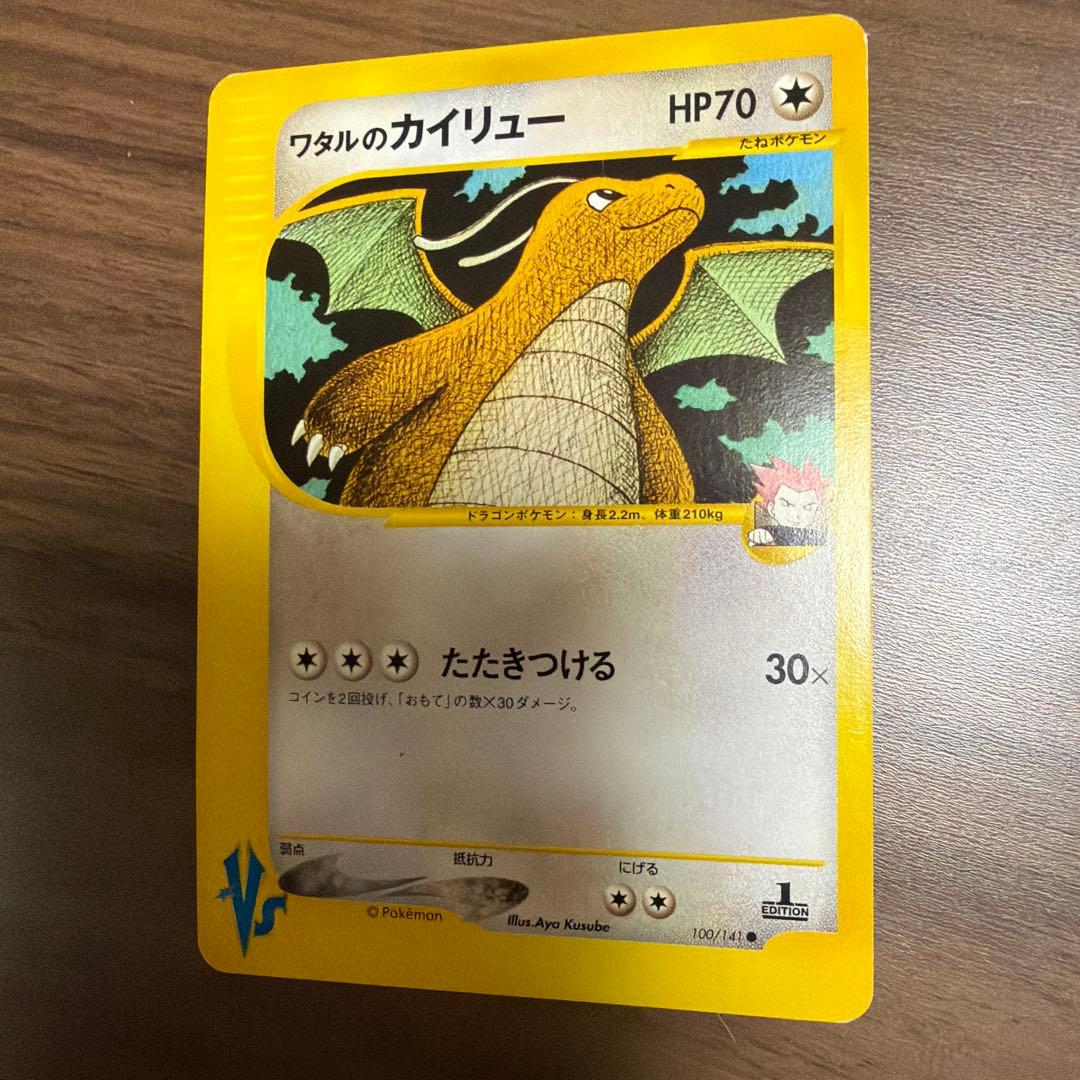 ワタルのカイリュー
HP70
たねポケモン
ドラゴンポケモン：身長2.2m、体重210kg
たたきつける 30×
コインを2回投げ、「おもて」の数×30ダメージ。
弱点
抵抗力
にげる
VS
© Pokémon
Illus.Aya Kusube
1
EDITION
100/141 ●